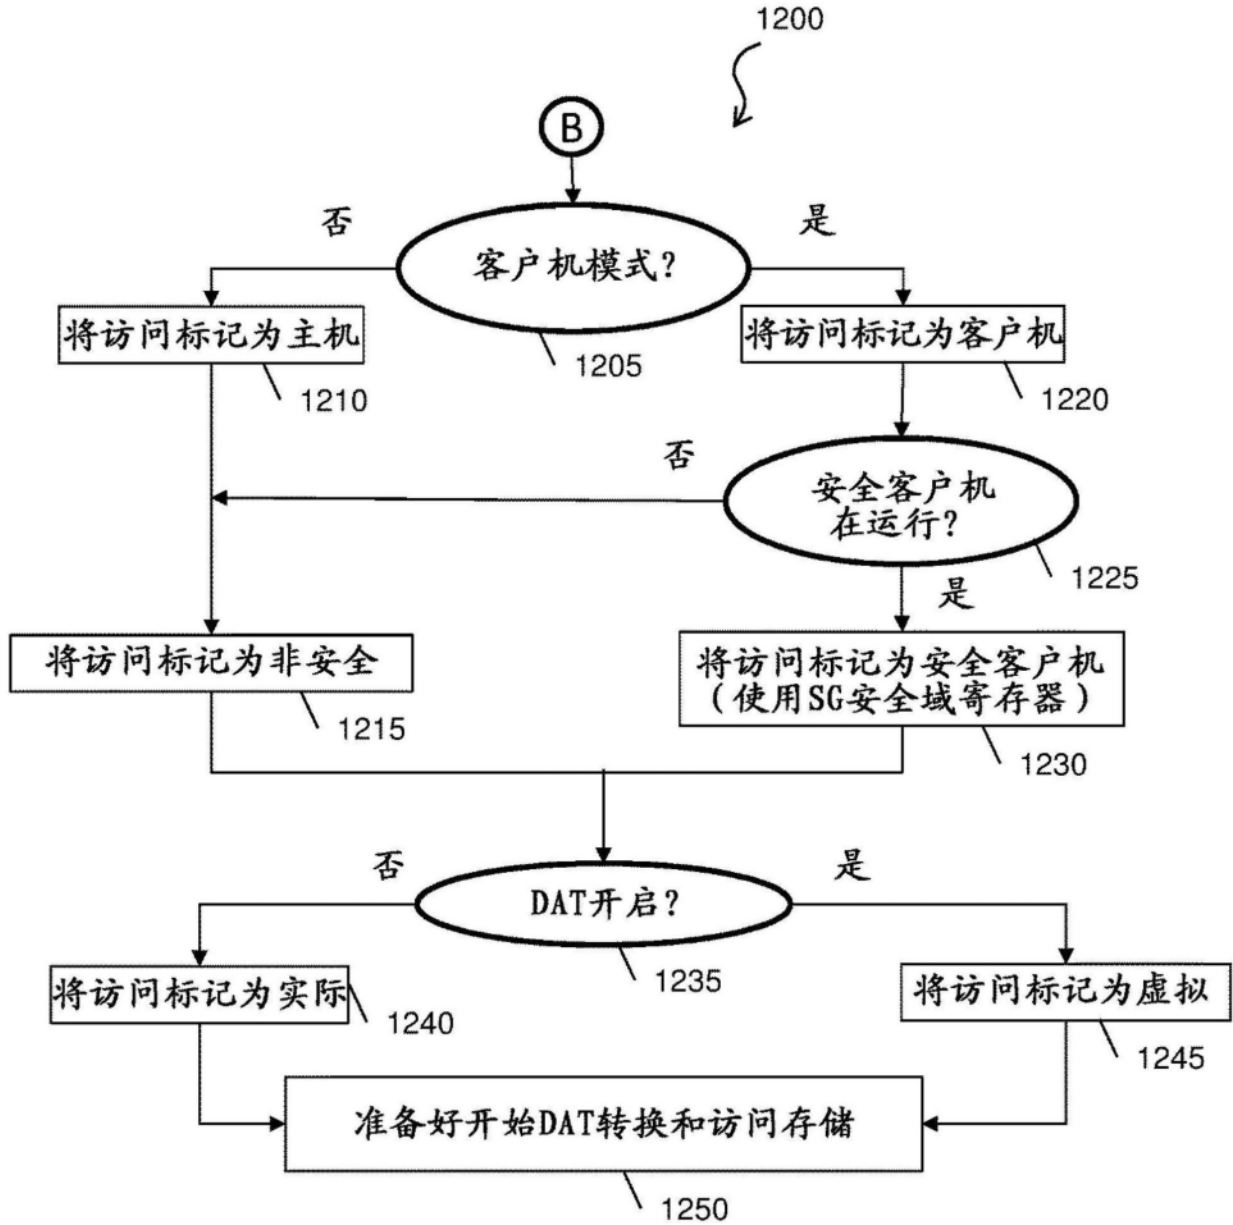 1200
B
否
是
客户机模式?
将访问标记为主机
将访问标记为客户机
1205
1210
1220
否
安全客户机
在运行?
1225
是
将访问标记为非安全
将访问标记为安全客户机
(使用SG安全域寄存器)
1215
1230
否
是
DAT开启?
1235
将访问标记为实际
将访问标记为虚拟
1240
1245
准备好开始DAT转换和访问存储
1250